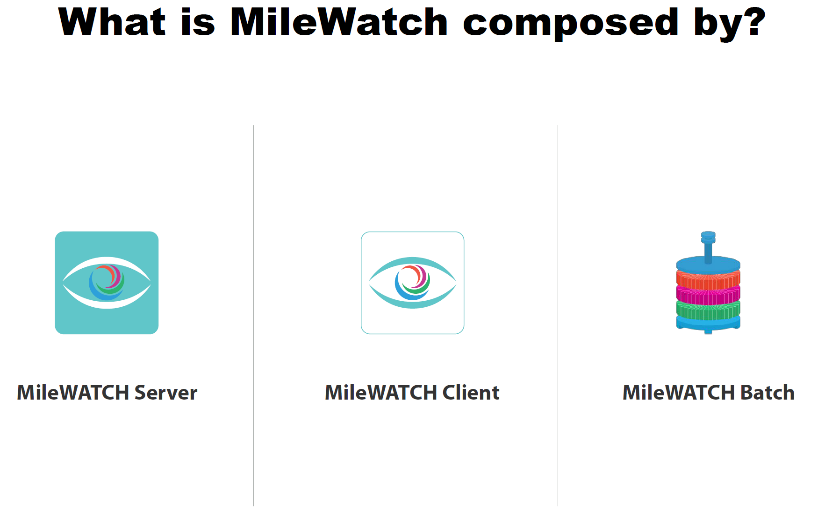 What is MileWatch composed by?
MileWATCH Server
MileWATCH Client
MileWATCH Batch